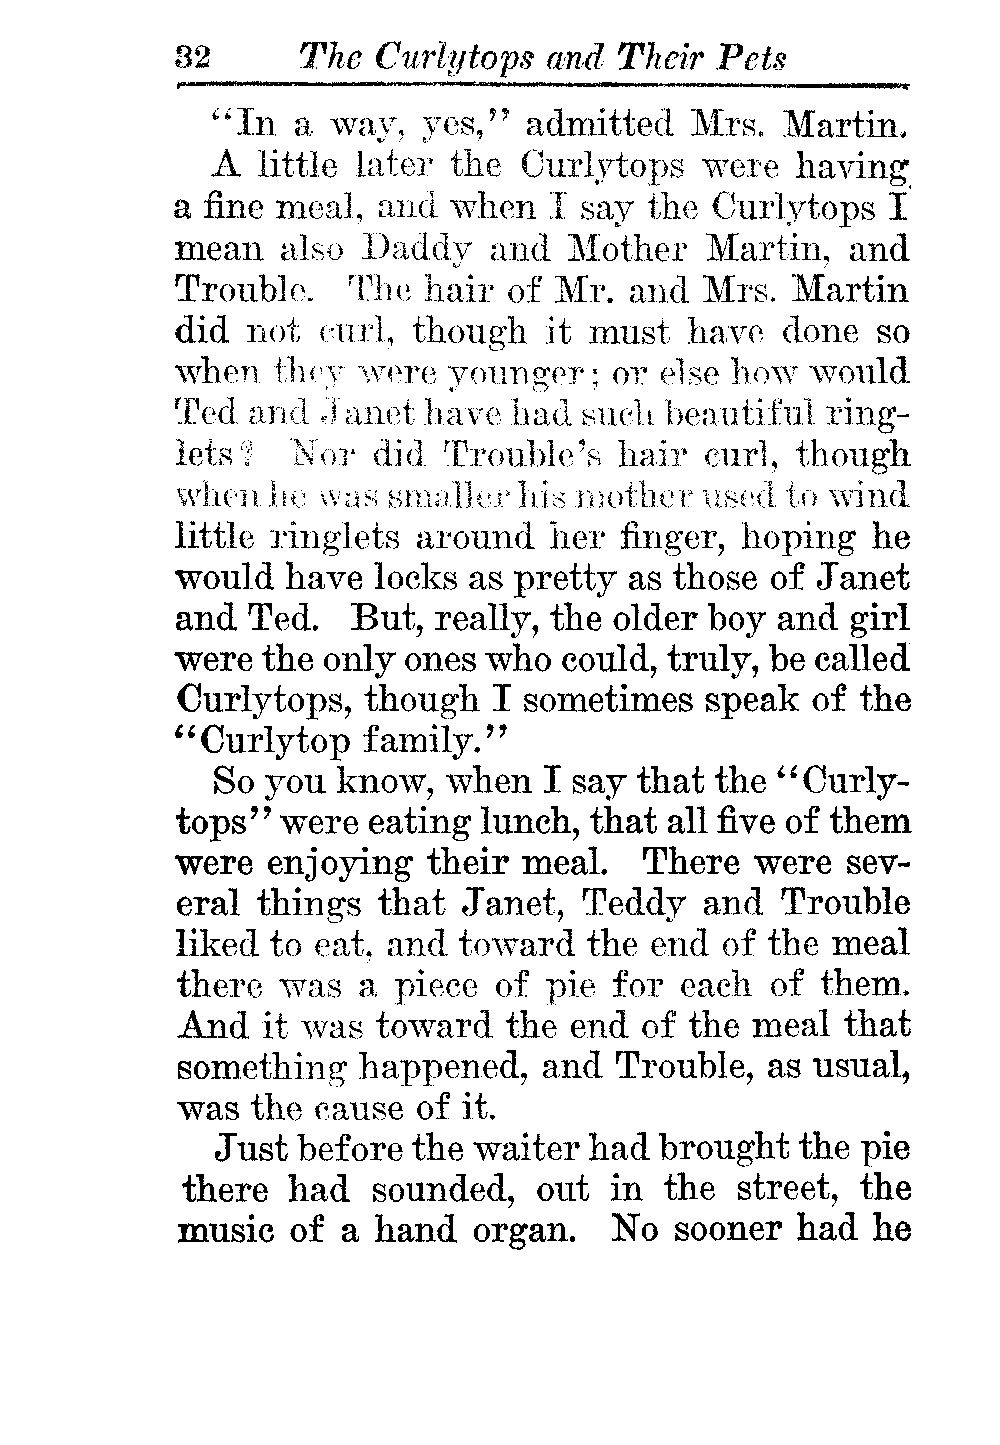 32 The Curlytops and Their Pets
“In a way, yes,” admitted Mrs. Martin.
A little later the Curlytops were having
a fine meal, and when I say the Curlytops I
mean also Daddy and Mother Martin, and
Trouble. The hair of Mr. and Mrs. Martin
did not curl, though it must have done so
when they were younger; or else how would
Ted and Janet have had such beautiful ring-
lets? Nor did Trouble’s hair curl, though
when he was smaller his mother used to wind
little ringlets around her finger, hoping he
would have locks as pretty as those of Janet
and Ted. But, really, the older boy and girl
were the only ones who could, truly, be called
Curlytops, though I sometimes speak of the
“Curlytop family.”
So you know, when I say that the “Curly-
tops” were eating lunch, that all five of them
were enjoying their meal. There were sev-
eral things that Janet, Teddy and Trouble
liked to eat, and toward the end of the meal
there was a piece of pie for each of them.
And it was toward the end of the meal that
something happened, and Trouble, as usual,
was the cause of it.
Just before the waiter had brought the pie
there had sounded, out in the street, the
music of a hand organ. No sooner had he